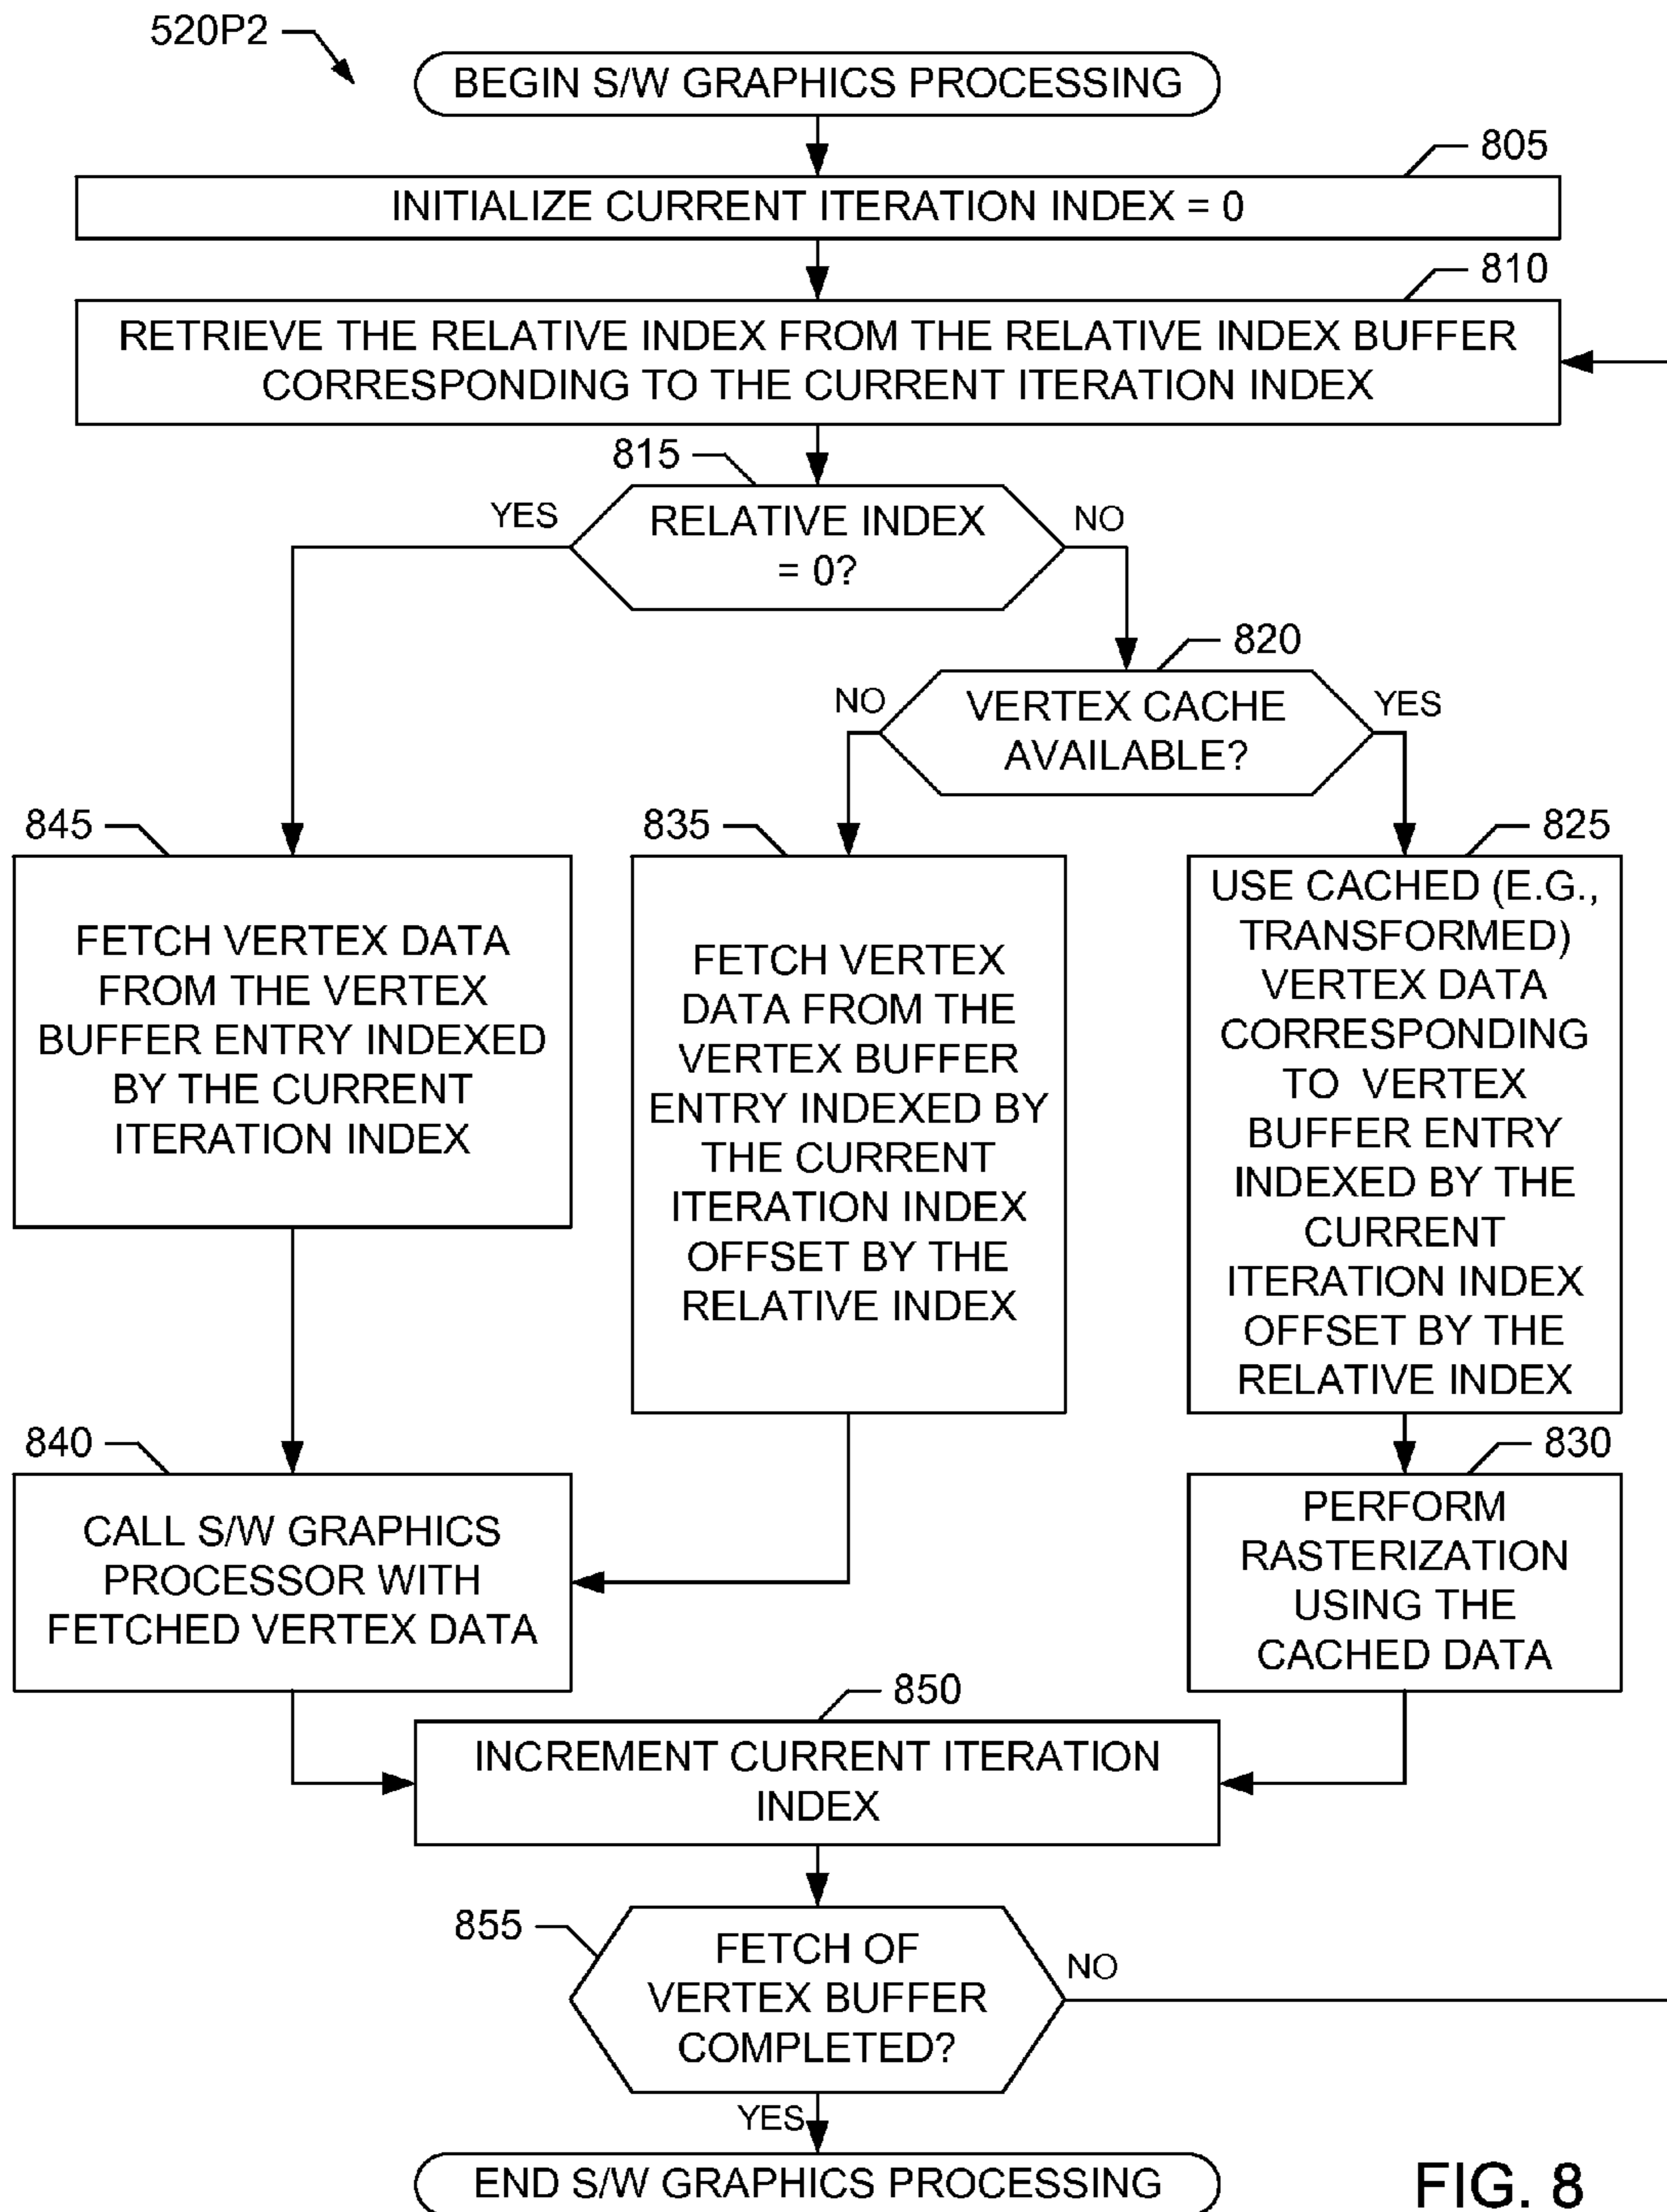 520P2
BEGIN S/W GRAPHICS PROCESSING
805
INITIALIZE CURRENT ITERATION INDEX = 0
810
RETRIEVE THE RELATIVE INDEX FROM THE RELATIVE INDEX BUFFER
CORRESPONDING TO THE CURRENT ITERATION INDEX
815
YES
RELATIVE INDEX
= 0?
NO
820
NO
VERTEX CACHE
AVAILABLE?
YES
845
FETCH VERTEX DATA
FROM THE VERTEX
BUFFER ENTRY INDEXED
BY THE CURRENT
ITERATION INDEX
835
FETCH VERTEX
DATA FROM THE
VERTEX BUFFER
ENTRY INDEXED BY
THE CURRENT
ITERATION INDEX
OFFSET BY THE
RELATIVE INDEX
825
USE CACHED (E.G.,
TRANSFORMED)
VERTEX DATA
CORRESPONDING
TO VERTEX
BUFFER ENTRY
INDEXED BY THE
CURRENT
ITERATION INDEX
OFFSET BY THE
RELATIVE INDEX
840
CALL S/W GRAPHICS
PROCESSOR WITH
FETCHED VERTEX DATA
830
PERFORM
RASTERIZATION
USING THE
CACHED DATA
850
INCREMENT CURRENT ITERATION
INDEX
855
FETCH OF
VERTEX BUFFER
COMPLETED?
NO
YES
END S/W GRAPHICS PROCESSING
FIG. 8